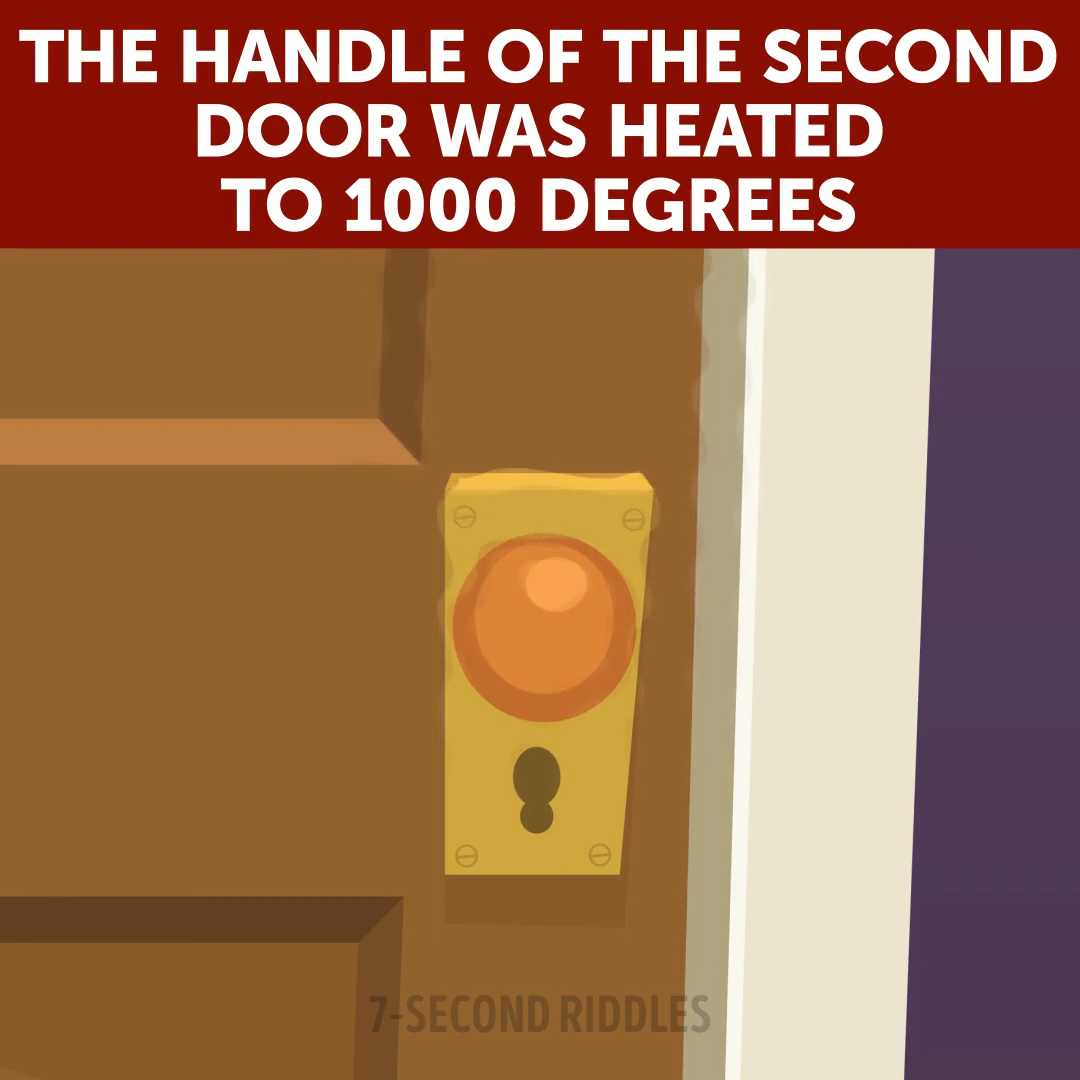 THE HANDLE OF THE SECOND
DOOR WAS HEATED
TO 1000 DEGREES
7-SECOND RIDDLES